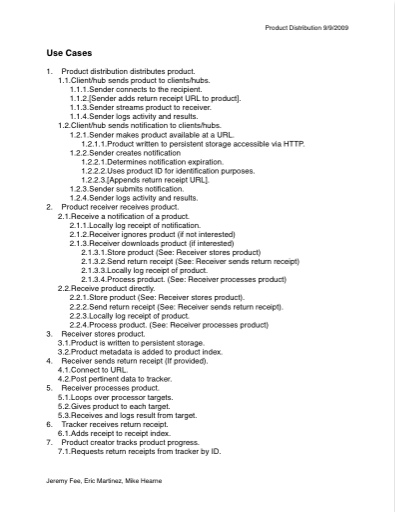 Product Distribution 9/9/2009
Use Cases
1. Product distribution distributes product.
1.1.Client/hub sends product to clients/hubs.
1.1.1.Sender connects to the recipient.
1.1.2.[Sender adds return receipt URL to product].
1.1.3.Sender streams product to receiver.
1.1.4.Sender logs activity and results.
1.2.Client/hub sends notification to clients/hubs.
1.2.1.Sender makes product available at a URL.
1.2.1.1.Product written to persistent storage accessible via HTTP.
1.2.2.Sender creates notification
1.2.2.1.Determines notification expiration.
1.2.2.2.Uses product ID for identification purposes.
1.2.2.3.[Appends return receipt URL].
1.2.3.Sender submits notification.
1.2.4.Sender logs activity and results.
2. Product receiver receives product.
2.1.Receive a notification of a product.
2.1.1.Locally log receipt of notification.
2.1.2.Receiver ignores product (if not interested)
2.1.3.Receiver downloads product (if interested)
2.1.3.1.Store product (See: Receiver stores product)
2.1.3.2.Send return receipt (See: Receiver sends return receipt)
2.1.3.3.Locally log receipt of product.
2.1.3.4.Process product. (See: Receiver processes product)
2.2.Receive product directly.
2.2.1.Store product (See: Receiver stores product).
2.2.2.Send return receipt (See: Receiver sends return receipt).
2.2.3.Locally log receipt of product.
2.2.4.Process product. (See: Receiver processes product)
3. Receiver stores product.
3.1.Product is written to persistent storage.
3.2.Product metadata is added to product index.
4. Receiver sends return receipt (If provided).
4.1.Connect to URL.
4.2.Post pertinent data to tracker.
5. Receiver processes product.
5.1.Loops over processor targets.
5.2.Gives product to each target.
5.3.Receives and logs result from target.
6. Tracker receives return receipt.
6.1.Adds receipt to receipt index.
7. Product creator tracks product progress.
7.1.Requests return receipts from tracker by ID.
Jeremy Fee, Eric Martinez, Mike Hearne